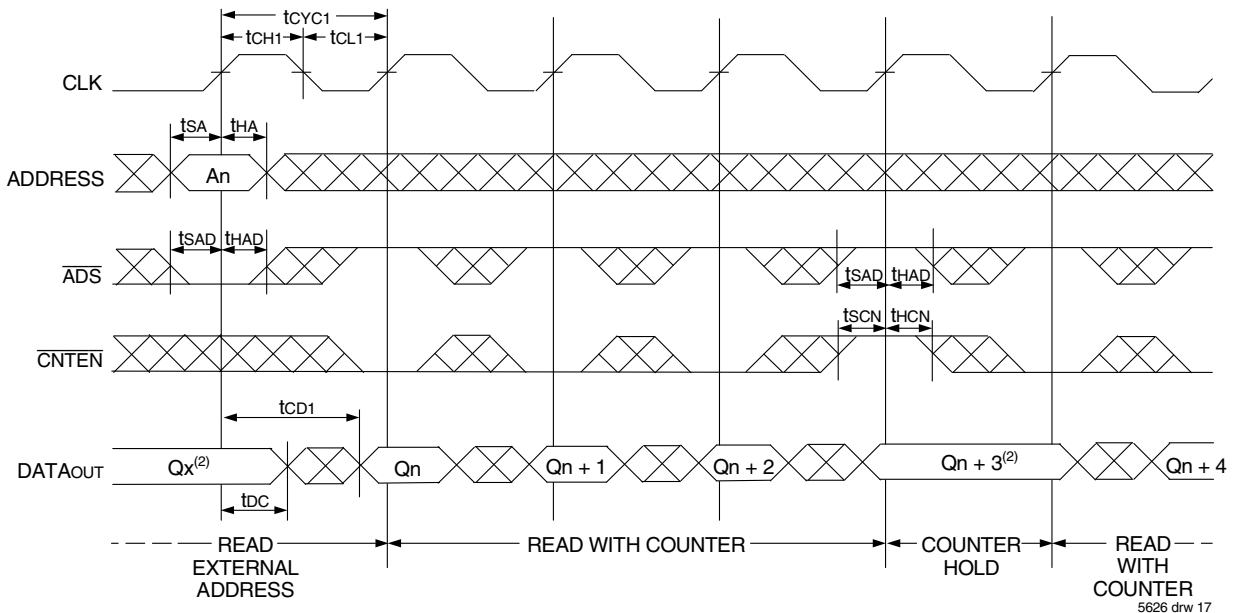 tCYC1
tCH1 tCL1
CLK
tSA tHA
ADDRESS An
tSAD tHAD
ADS
tSAD tHAD
tSCN tHCN
CNTEN
tCD1
DATAOUT Qx(2) Qn Qn + 1 Qn + 2 Qn + 3(2) Qn + 4
tDC
READ EXTERNAL ADDRESS
READ WITH COUNTER
COUNTER HOLD
READ WITH COUNTER
5626 drw 17